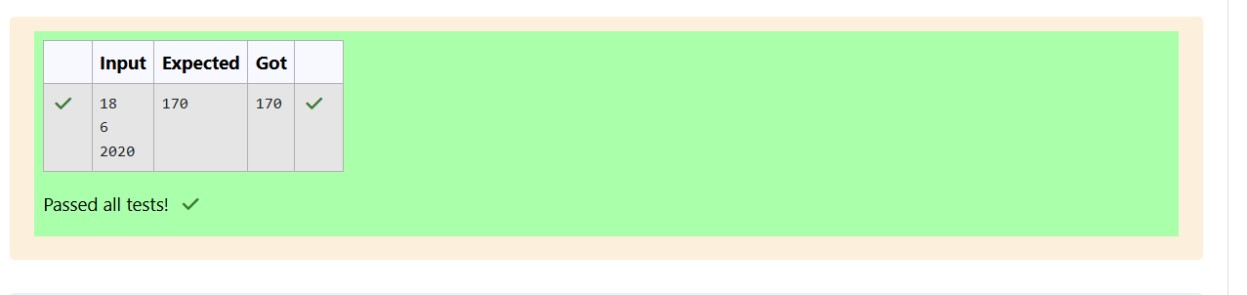 Input Expected Got
18 170 170
6
2020
Passed all tests!